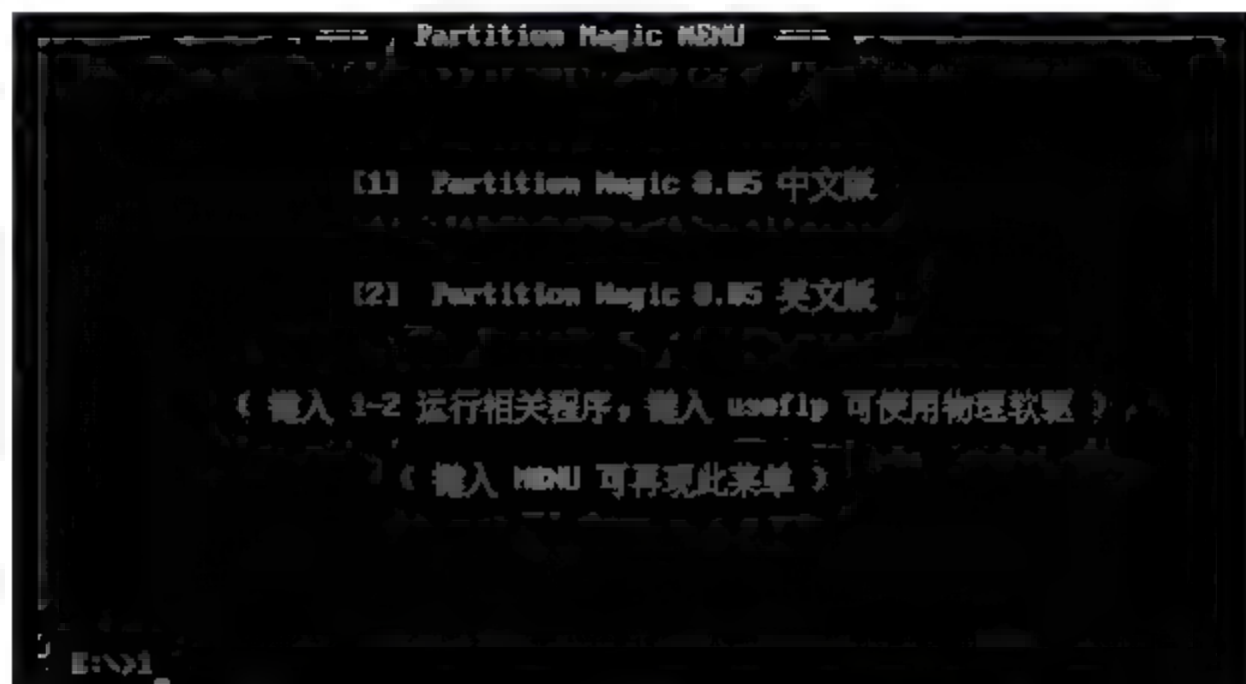 === Partition Magic MENU ===
[1] Partition Magic 8.05 中文版
[2] Partition Magic 8.05 英文版
( 键入 1-2 运行相关程序, 键入 useflp 可使用物理软驱 )
( 键入 MENU 可再现此菜单 )
:\>1_